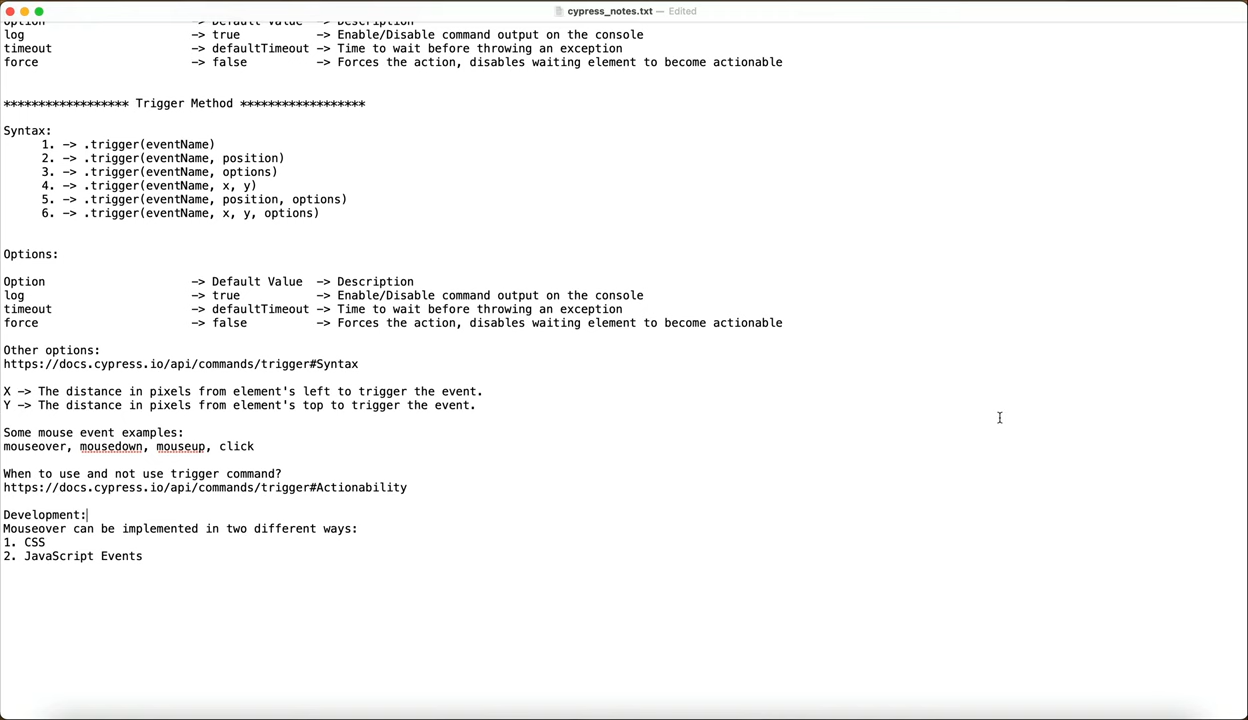 cypress_notes.txt — Edited
Option -> Default Value -> Description
log -> true -> Enable/Disable command output on the console
timeout -> defaultTimeout -> Time to wait before throwing an exception
force -> false -> Forces the action, disables waiting element to become actionable
****************** Trigger Method ******************
Syntax:
1. -> .trigger(eventName)
2. -> .trigger(eventName, position)
3. -> .trigger(eventName, options)
4. -> .trigger(eventName, x, y)
5. -> .trigger(eventName, position, options)
6. -> .trigger(eventName, x, y, options)
Options:
Option -> Default Value -> Description
log -> true -> Enable/Disable command output on the console
timeout -> defaultTimeout -> Time to wait before throwing an exception
force -> false -> Forces the action, disables waiting element to become actionable
Other options:
https://docs.cypress.io/api/commands/trigger#Syntax
X -> The distance in pixels from element's left to trigger the event.
Y -> The distance in pixels from element's top to trigger the event.
Some mouse event examples:
mouseover, mousedown, mouseup, click
When to use and not use trigger command?
https://docs.cypress.io/api/commands/trigger#Actionability
Development:
Mouseover can be implemented in two different ways:
1. CSS
2. JavaScript Events